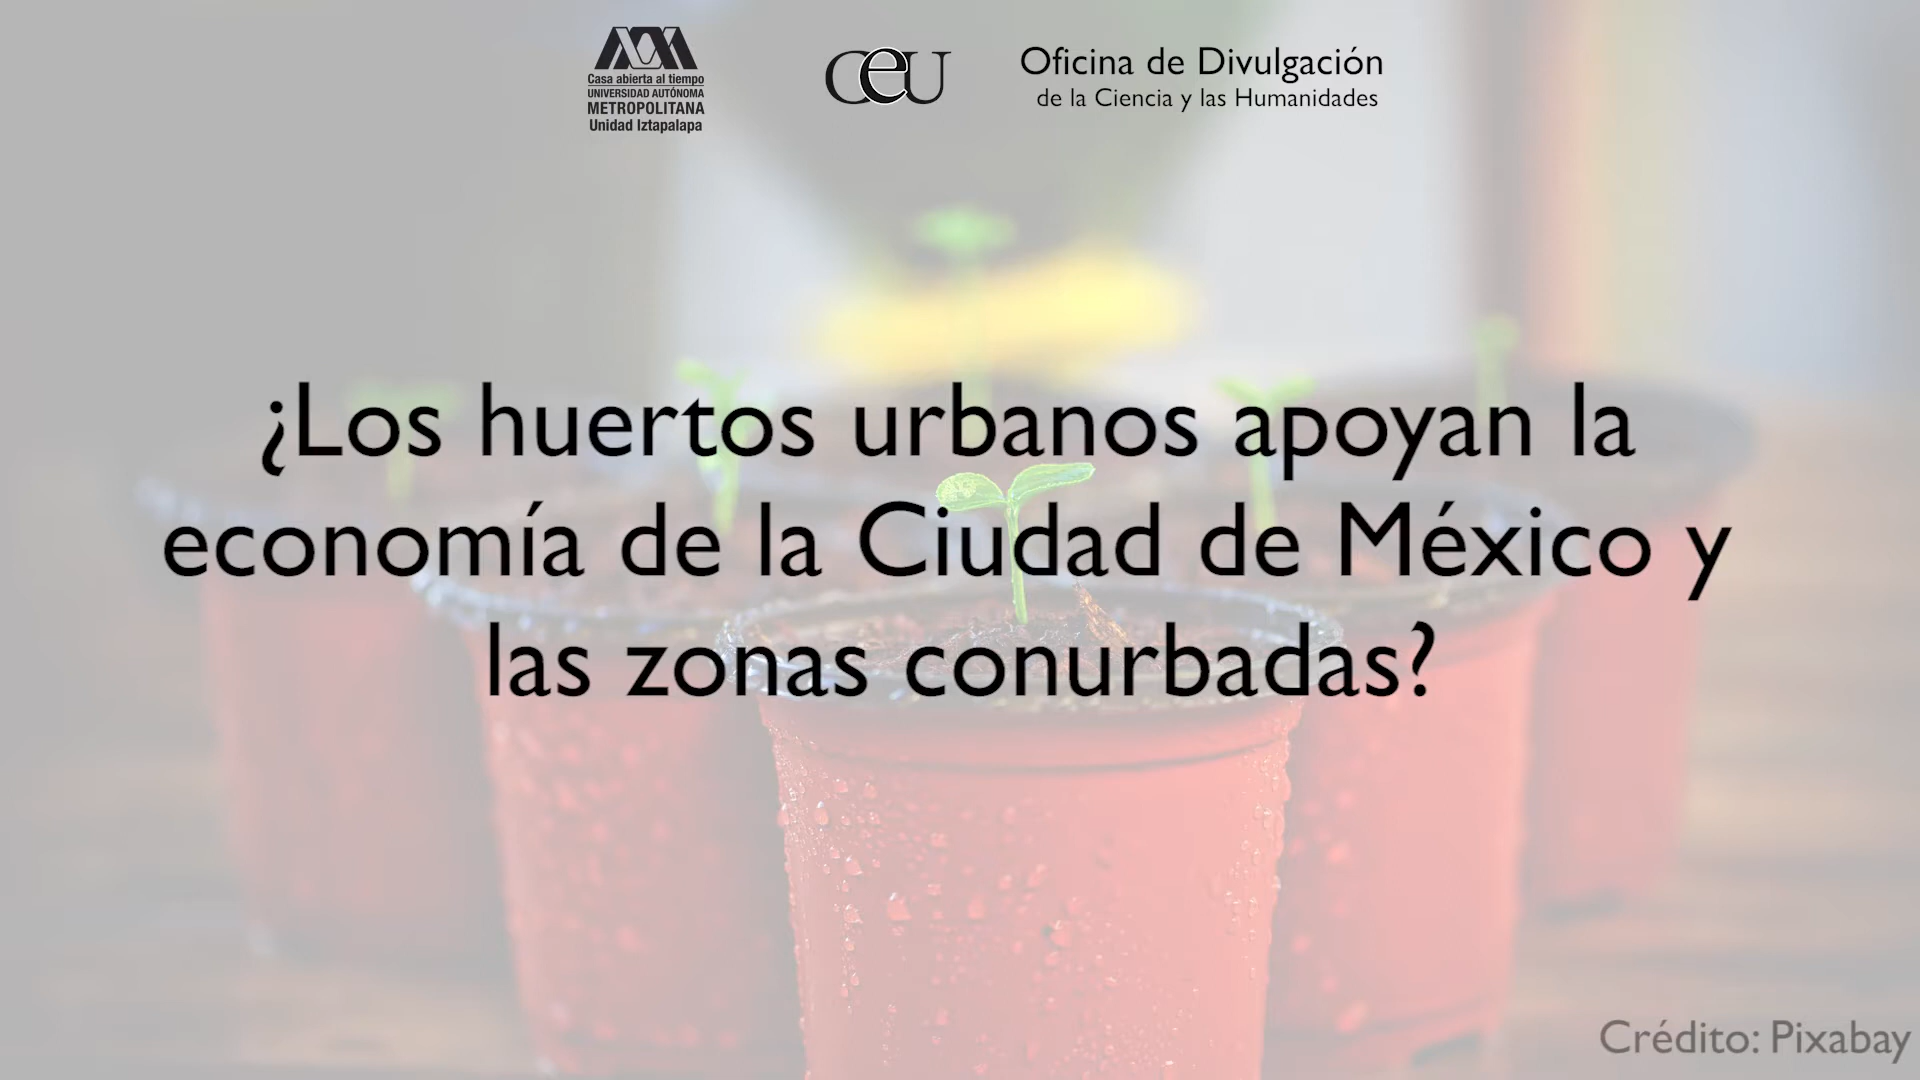 Casa abierta al tiempo
UNIVERSIDAD AUTÓNOMA
METROPOLITANA
Unidad Iztapalapa
CeU
Oficina de Divulgación
de la Ciencia y las Humanidades
¿Los huertos urbanos apoyan la
economía de la Ciudad de México y
las zonas conurbadas?
Crédito: Pixabay